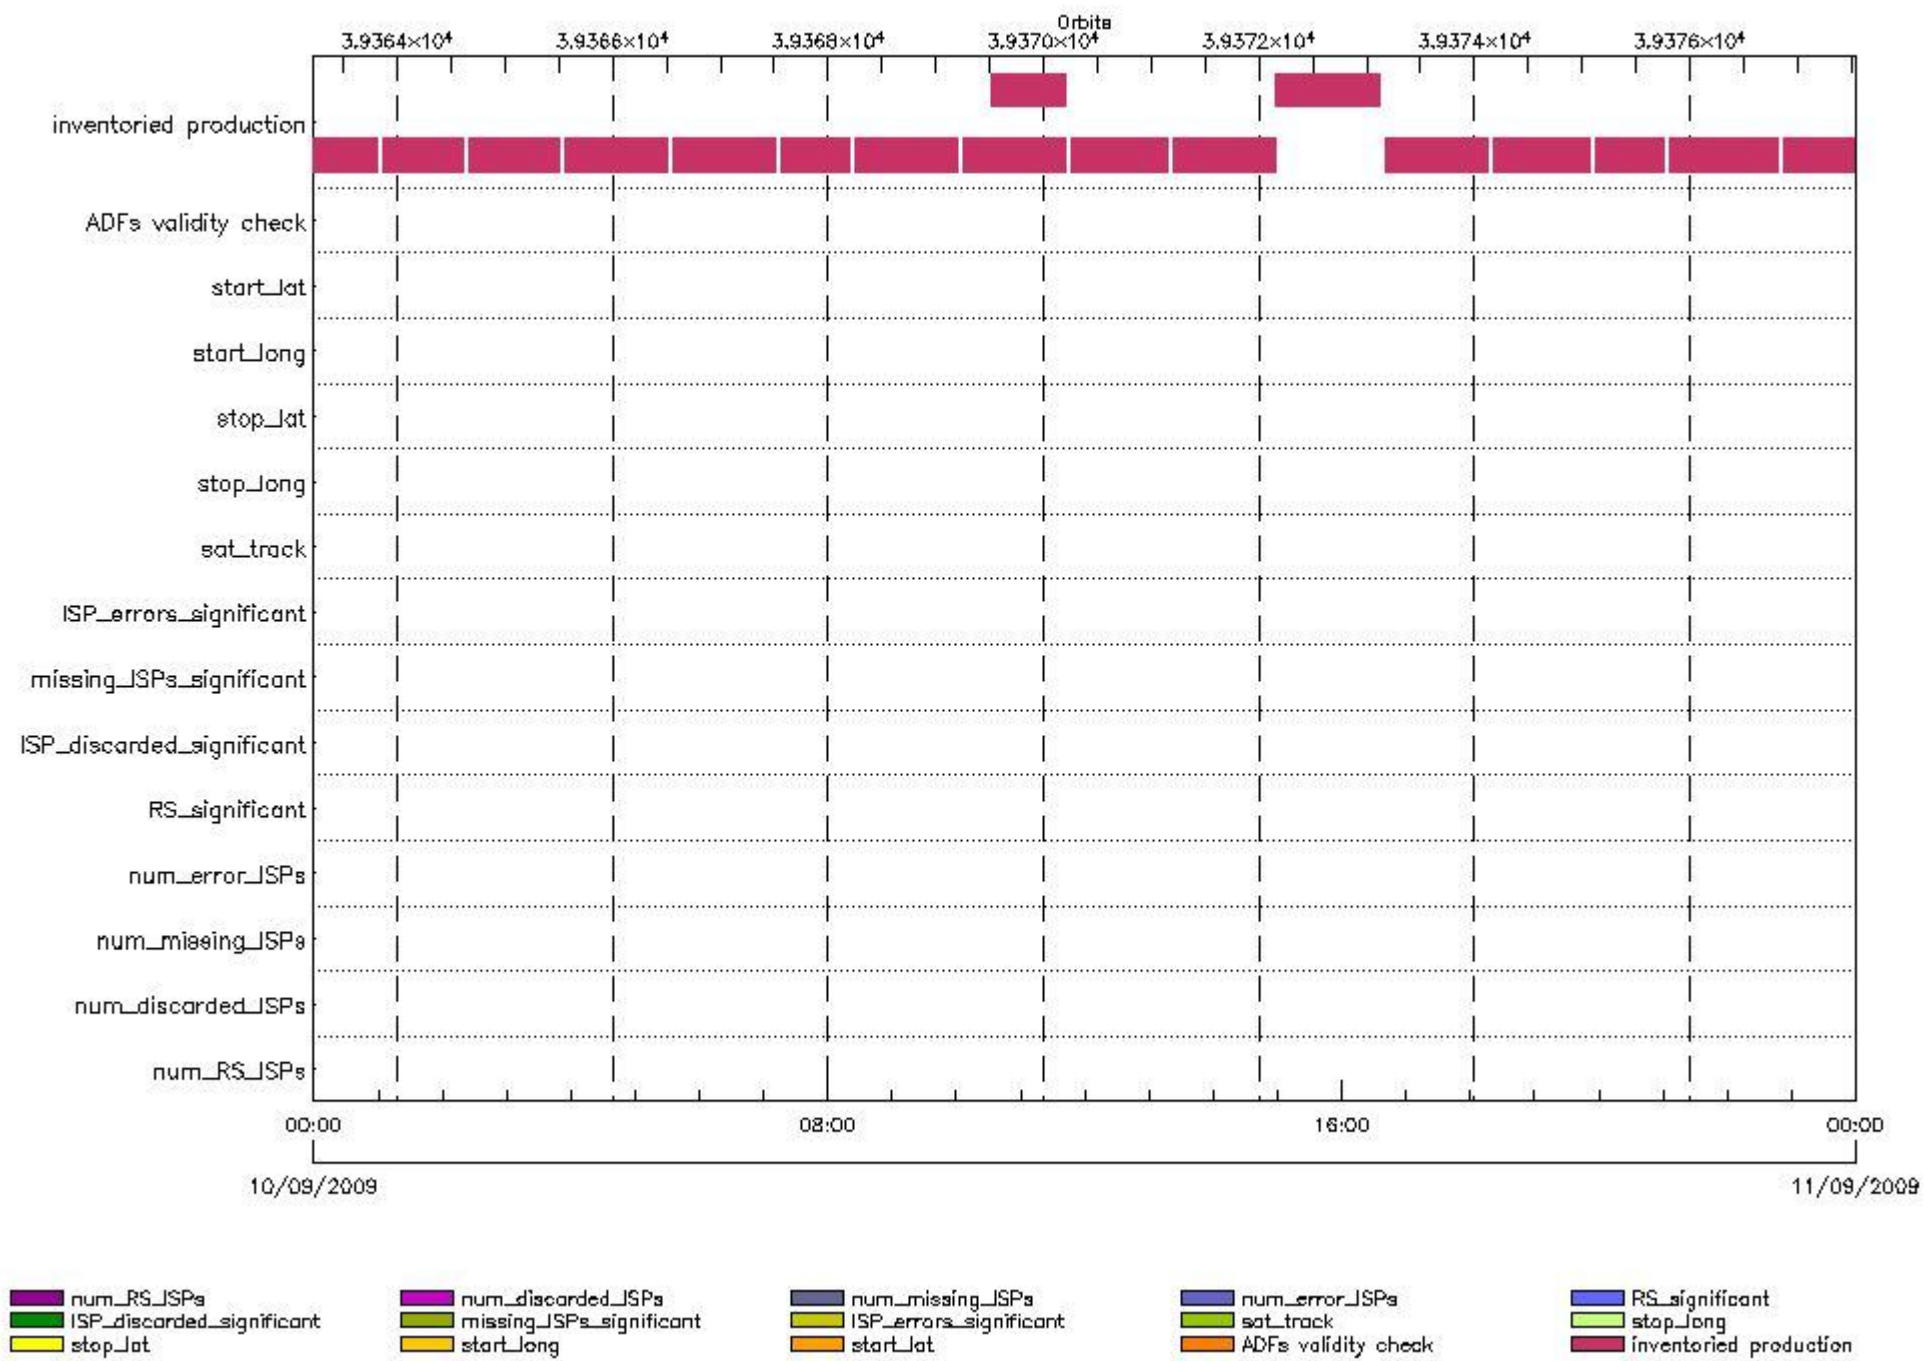 Orbits
3.9364×10⁴ 3.9366×10⁴ 3.9368×10⁴ 3.9370×10⁴ 3.9372×10⁴ 3.9374×10⁴ 3.9376×10⁴
inventoried production
ADFs validity check
start_lat
start_long
stop_lat
stop_long
sat_track
ISP_errors_significant
missing_ISPs_significant
ISP_discarded_significant
RS_significant
num_error_ISPs
num_missing_ISPs
num_discarded_ISPs
num_RS_ISPs
00:00 08:00 16:00 00:00
10/09/2009 11/09/2009
num_RS_ISPs num_discarded_ISPs num_missing_ISPs num_error_ISPs RS_significant
ISP_discarded_significant missing_ISPs_significant ISP_errors_significant sat_track stop_long
stop_lat start_long start_lat ADFs validity check inventoried production